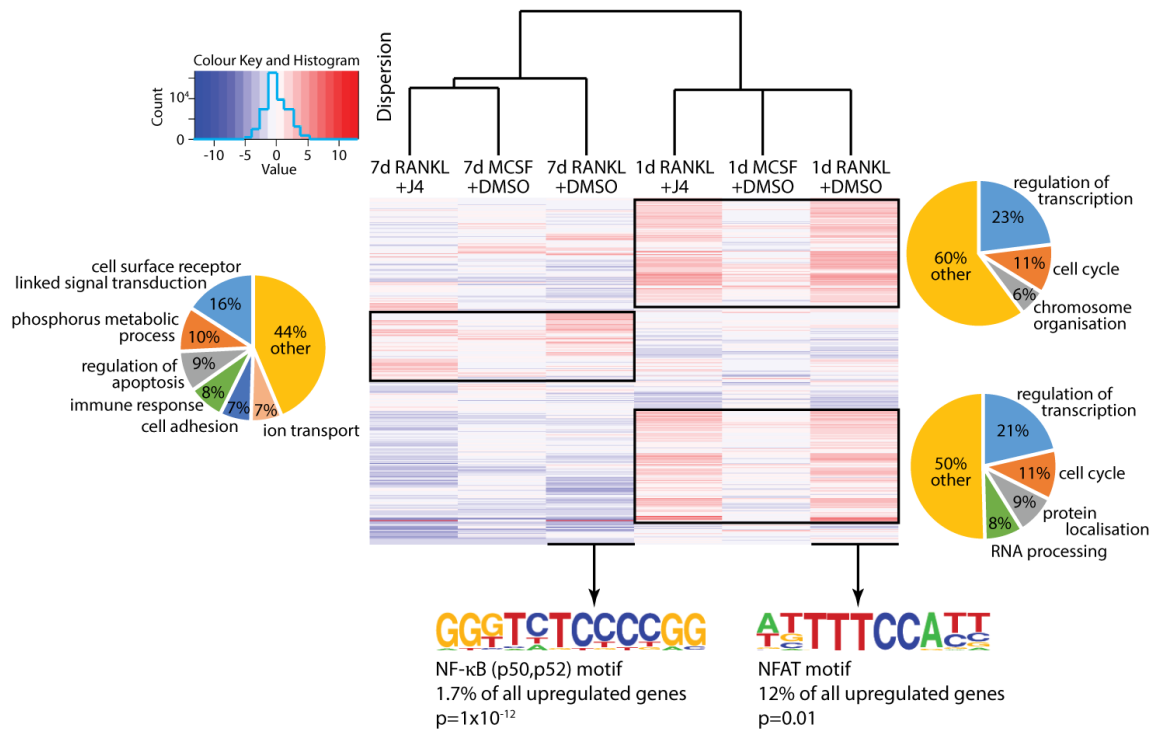 Colour Key and Histogram
Count
10⁴
0
-10 -5 0 5 10
Value
Dispersion
7d RANKL
+J4
7d MCSF
+DMSO
7d RANKL
+DMSO
1d RANKL
+J4
1d MCSF
+DMSO
1d RANKL
+DMSO
cell surface receptor
linked signal transduction
16%
phosphorus metabolic
process
10%
regulation of
apoptosis
9%
immune response
8%
cell adhesion
7%
ion transport
7%
44%
other
regulation of
transcription
23%
cell cycle
11%
chromosome
organisation
6%
60%
other
regulation of
transcription
21%
cell cycle
11%
protein
localisation
9%
RNA processing
8%
50%
other
GGGTCTCCCCGG
NF-κB (p50,p52) motif
1.7% of all upregulated genes
p=1x10⁻¹²
ATTTTCCATT
NFAT motif
12% of all upregulated genes
p=0.01